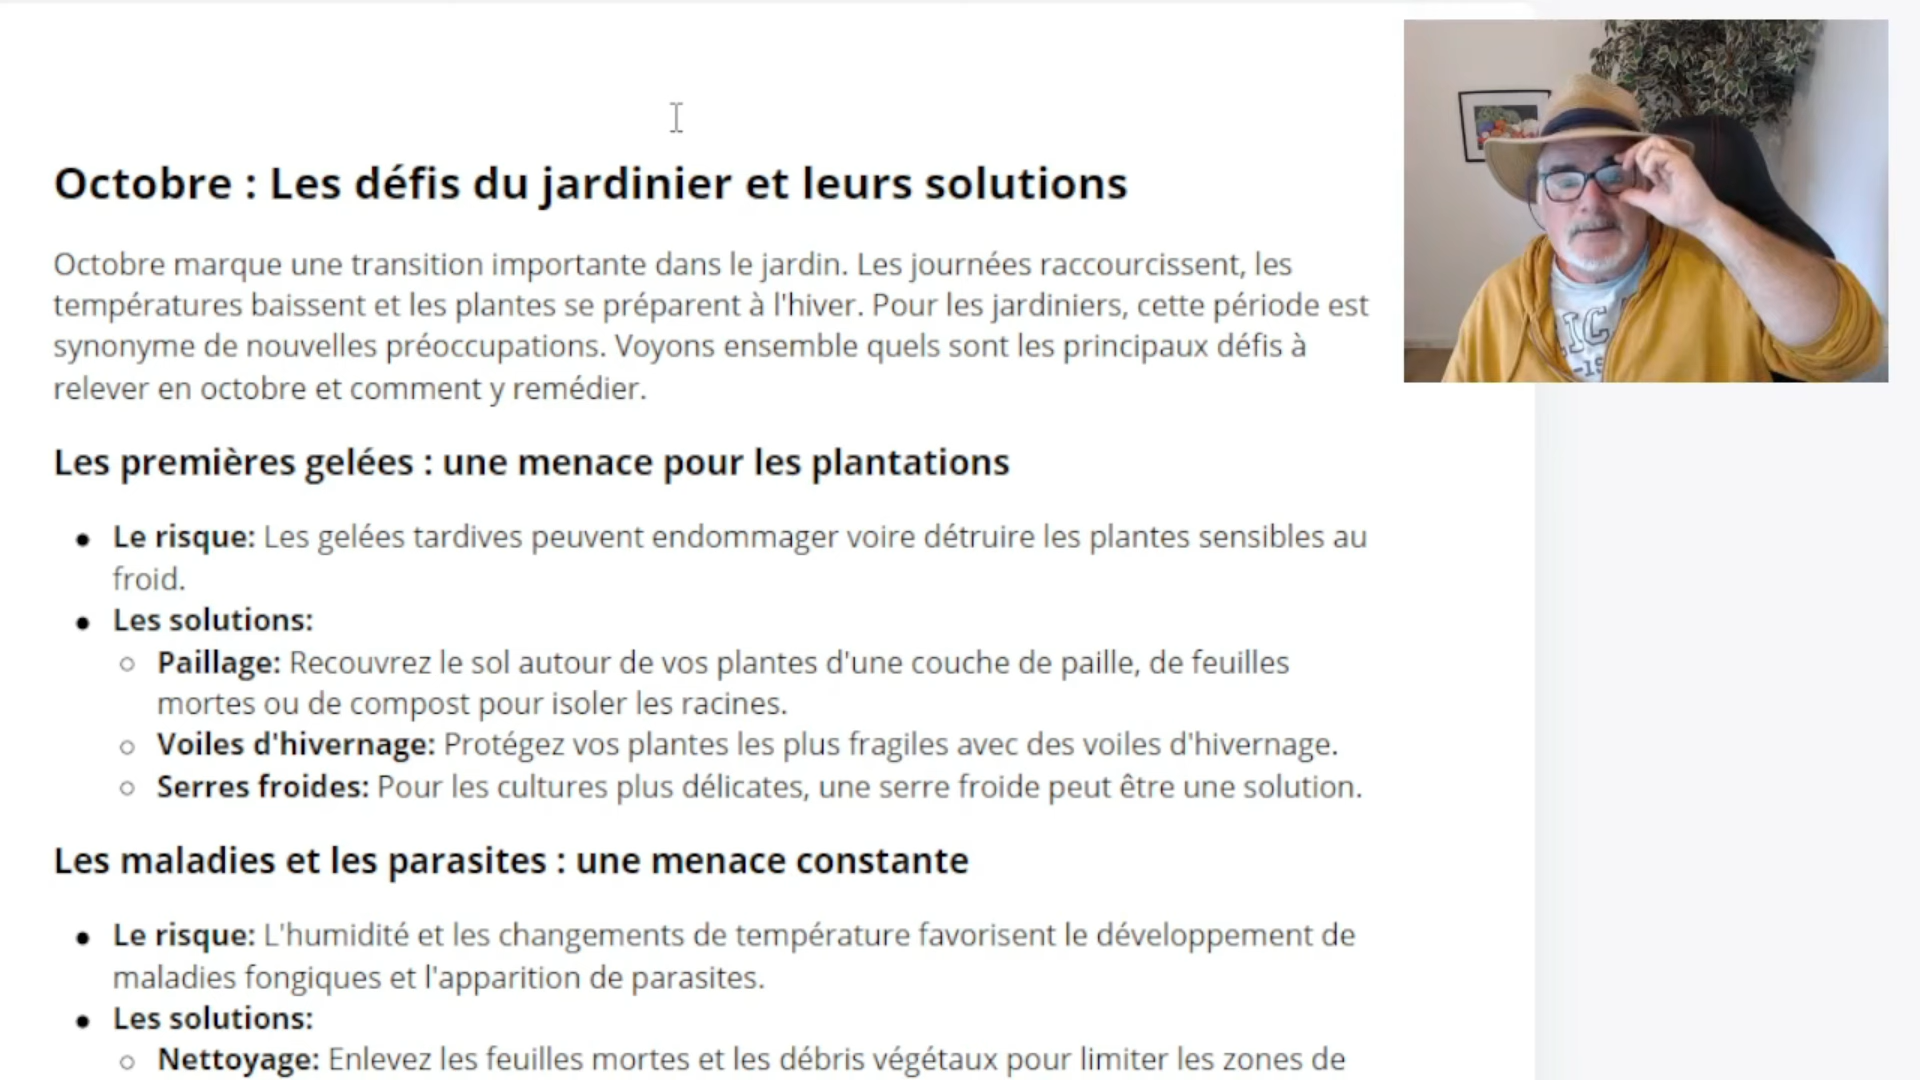 Octobre : Les défis du jardinier et leurs solutions
Octobre marque une transition importante dans le jardin. Les journées raccourcissent, les
températures baissent et les plantes se préparent à l'hiver. Pour les jardiniers, cette période est
synonyme de nouvelles préoccupations. Voyons ensemble quels sont les principaux défis à
relever en octobre et comment y remédier.
Les premières gelées : une menace pour les plantations
• Le risque: Les gelées tardives peuvent endommager voire détruire les plantes sensibles au
froid.
• Les solutions:
○ Paillage: Recouvrez le sol autour de vos plantes d'une couche de paille, de feuilles
mortes ou de compost pour isoler les racines.
○ Voiles d'hivernage: Protégez vos plantes les plus fragiles avec des voiles d'hivernage.
○ Serres froides: Pour les cultures plus délicates, une serre froide peut être une solution.
Les maladies et les parasites : une menace constante
• Le risque: L'humidité et les changements de température favorisent le développement de
maladies fongiques et l'apparition de parasites.
• Les solutions:
○ Nettoyage: Enlevez les feuilles mortes et les débris végétaux pour limiter les zones de